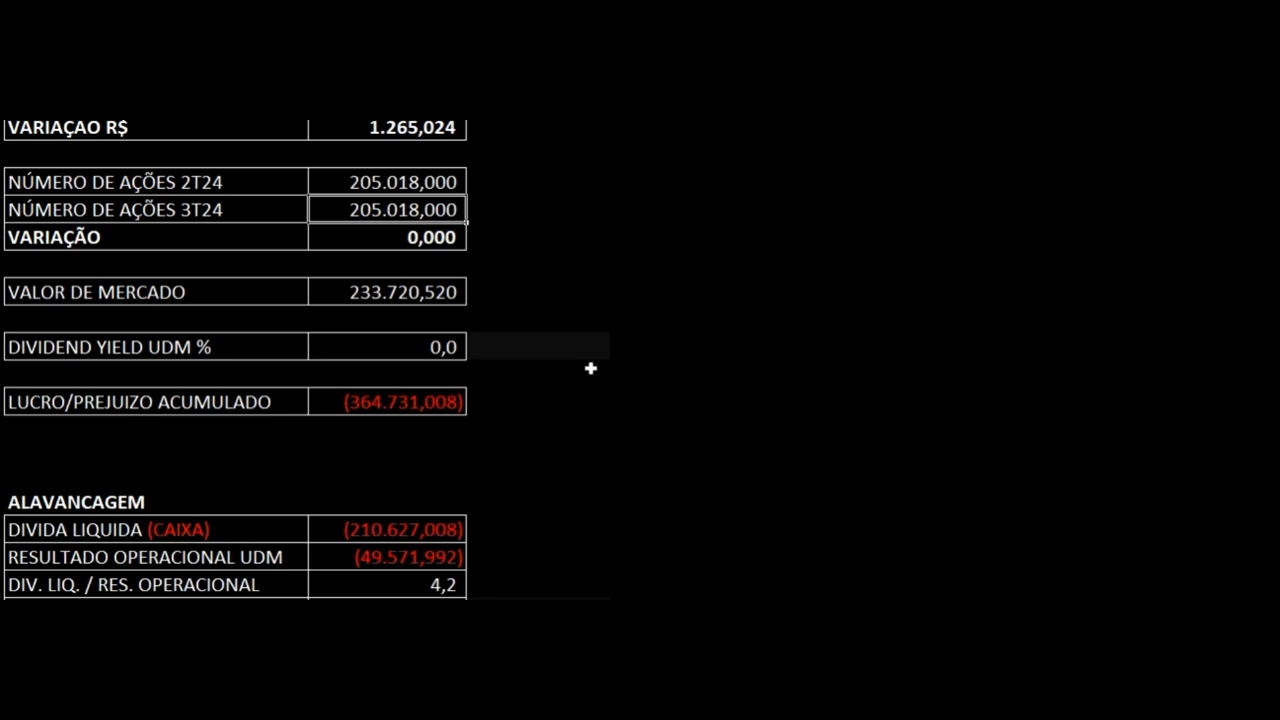 VARIAÇAO R$ 1.265,024
NÚMERO DE AÇÕES 2T24 205.018,000
NÚMERO DE AÇÕES 3T24 205.018,000
VARIAÇÃO 0,000
VALOR DE MERCADO 233.720,520
DIVIDEND YIELD UDM % 0,0
LUCRO/PREJUIZO ACUMULADO (364.731,008)
ALAVANCAGEM
DIVIDA LIQUIDA (CAIXA) (210.627,008)
RESULTADO OPERACIONAL UDM (49.571,992)
DIV. LIQ. / RES. OPERACIONAL 4,2